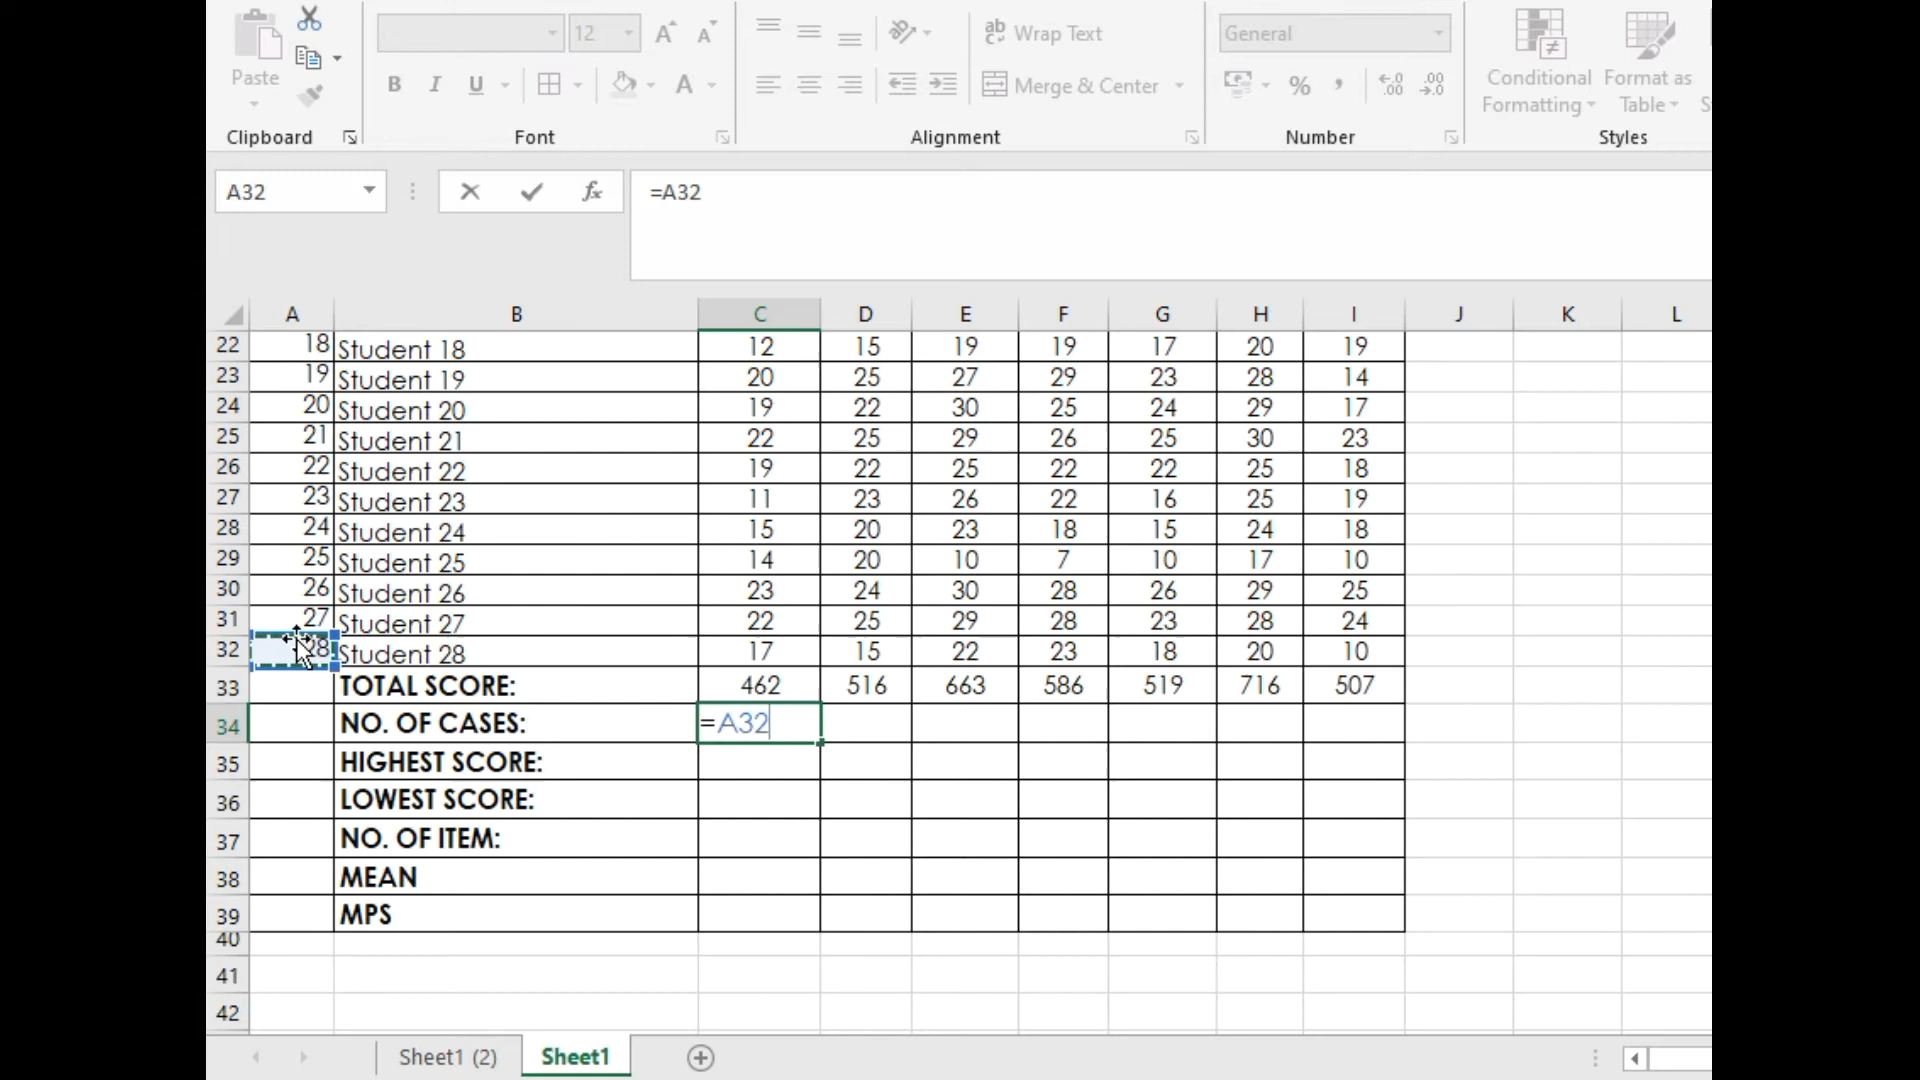 Paste
12
A
A
B I U
A
ab
c
Wrap Text
Merge & Center
General
% ,
←.0
.00
.00
→.0
Conditional
Formatting
Format as
Table
Clipboard
Font
Alignment
Number
Styles
A32
fx
=A32
A B C D E F G H I J K L
22 18 Student 18 12 15 19 19 17 20 19
23 19 Student 19 20 25 27 29 23 28 14
24 20 Student 20 19 22 30 25 24 29 17
25 21 Student 21 22 25 29 26 25 30 23
26 22 Student 22 19 22 25 22 22 25 18
27 23 Student 23 11 23 26 22 16 25 19
28 24 Student 24 15 20 23 18 15 24 18
29 25 Student 25 14 20 10 7 10 17 10
30 26 Student 26 23 24 30 28 26 29 25
31 27 Student 27 22 25 29 28 23 28 24
32 28 Student 28 17 15 22 23 18 20 10
33 TOTAL SCORE: 462 516 663 586 519 716 507
34 NO. OF CASES: =A32
35 HIGHEST SCORE:
36 LOWEST SCORE:
37 NO. OF ITEM:
38 MEAN
39 MPS
40
41
42
Sheet1 (2)
Sheet1